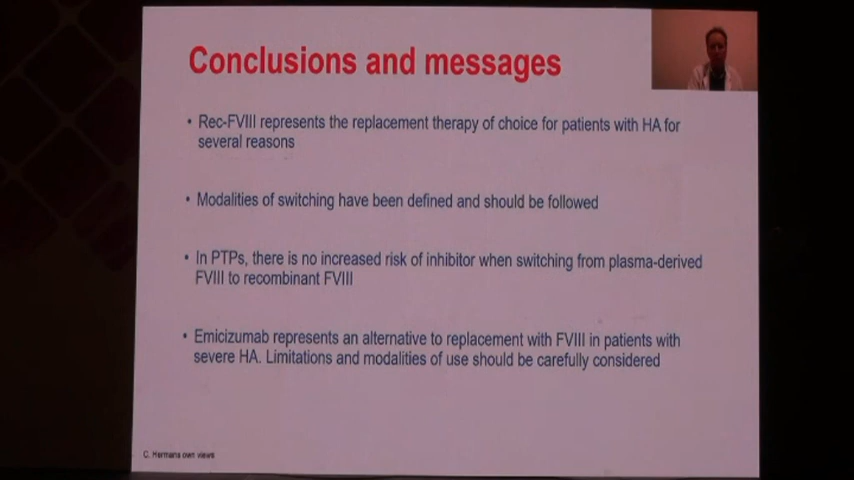 Conclusions and messages
• Rec-FVIII represents the replacement therapy of choice for patients with HA for
several reasons
• Modalities of switching have been defined and should be followed
• In PTPs, there is no increased risk of inhibitor when switching from plasma-derived
FVIII to recombinant FVIII
• Emicizumab represents an alternative to replacement with FVIII in patients with
severe HA. Limitations and modalities of use should be carefully considered
C. Hermans own views